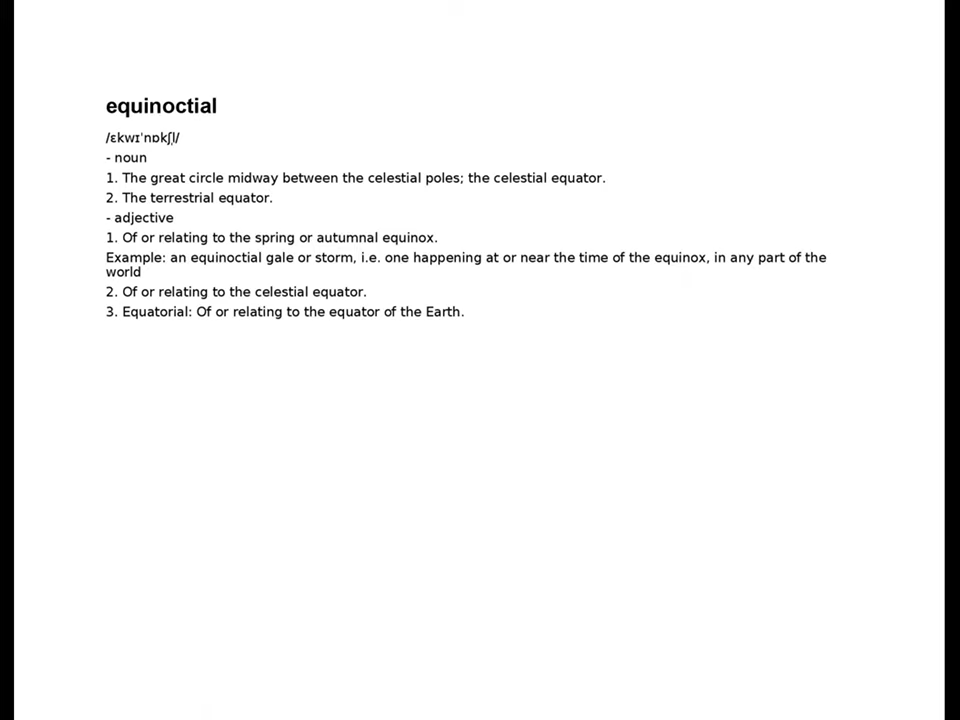 equinoctial
/ɛkwɪˈnɒkʃl̩/
- noun
1. The great circle midway between the celestial poles; the celestial equator.
2. The terrestrial equator.
- adjective
1. Of or relating to the spring or autumnal equinox.
Example: an equinoctial gale or storm, i.e. one happening at or near the time of the equinox, in any part of the
world
2. Of or relating to the celestial equator.
3. Equatorial: Of or relating to the equator of the Earth.